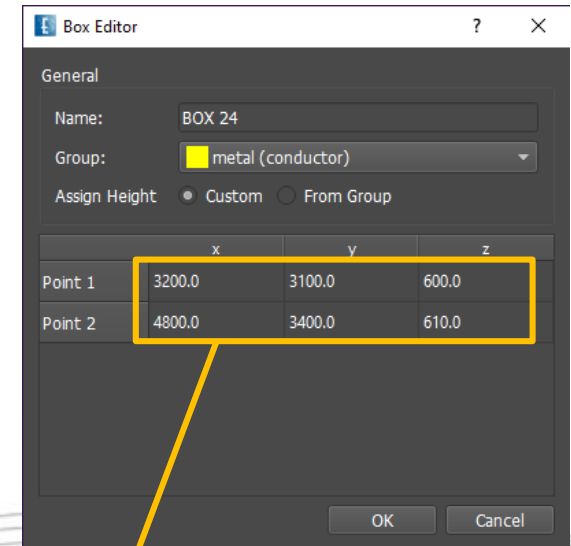 Box Editor ? ×
General
Name: BOX 24
Group: metal (conductor)
Assign Height Custom From Group
x y z
Point 1 3200.0 3100.0 600.0
Point 2 4800.0 3400.0 610.0
OK Cancel